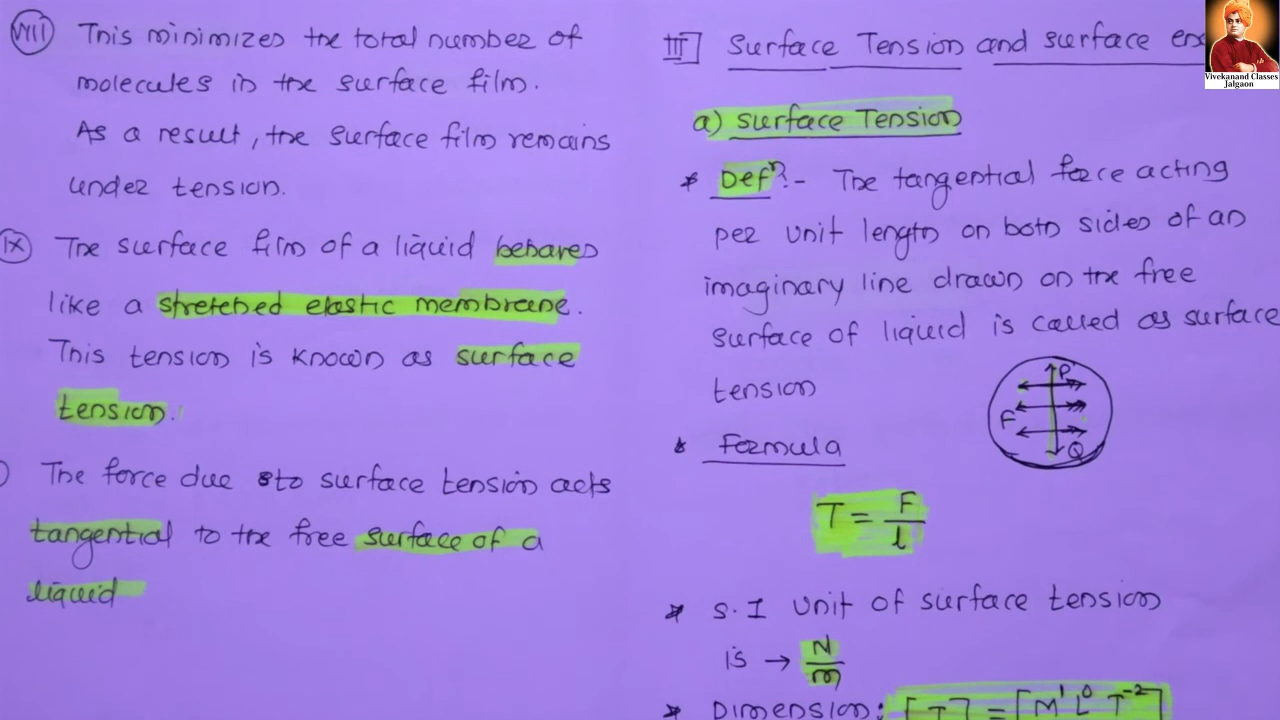 viii) This minimizes the total number of
molecules in the surface film.
As a result, the surface film remains
under tension.
ix) The surface film of a liquid behaves
like a stretched elastic membrane.
This tension is known as surface
tension.
) The force due to surface tension acts
tangential to the free surface of a
liquid
III] Surface Tension and surface
a) surface Tension
* Defn:- The tangential force acting
per unit length on both sides of an
imaginary line drawn on the free
surface of liquid is called as surface
tension
P
F
Q
* Formula
T = F/l
* S.I unit of surface tension
is → N/m
* Dimension: [T] = [M¹ L⁰ T⁻²]
Vivekanand Classes
Jalgaon